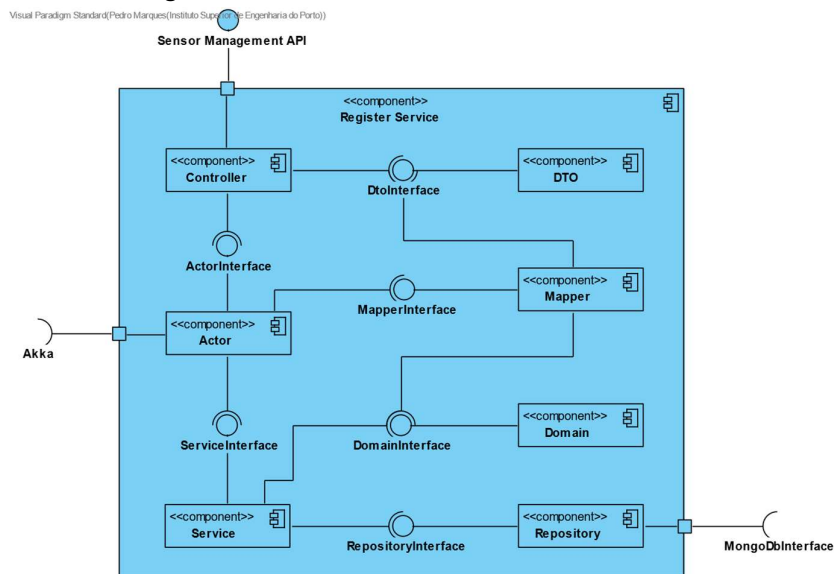 Visual Paradigm Standard(Pedro Marques(Instituto Superior de Engenharia do Porto))
Sensor Management API
<<component>>
Register Service
<<component>>
Controller
DtoInterface
<<component>>
DTO
ActorInterface
<<component>>
Actor
MapperInterface
<<component>>
Mapper
Akka
ServiceInterface
DomainInterface
<<component>>
Domain
<<component>>
Service
RepositoryInterface
<<component>>
Repository
MongoDbInterface